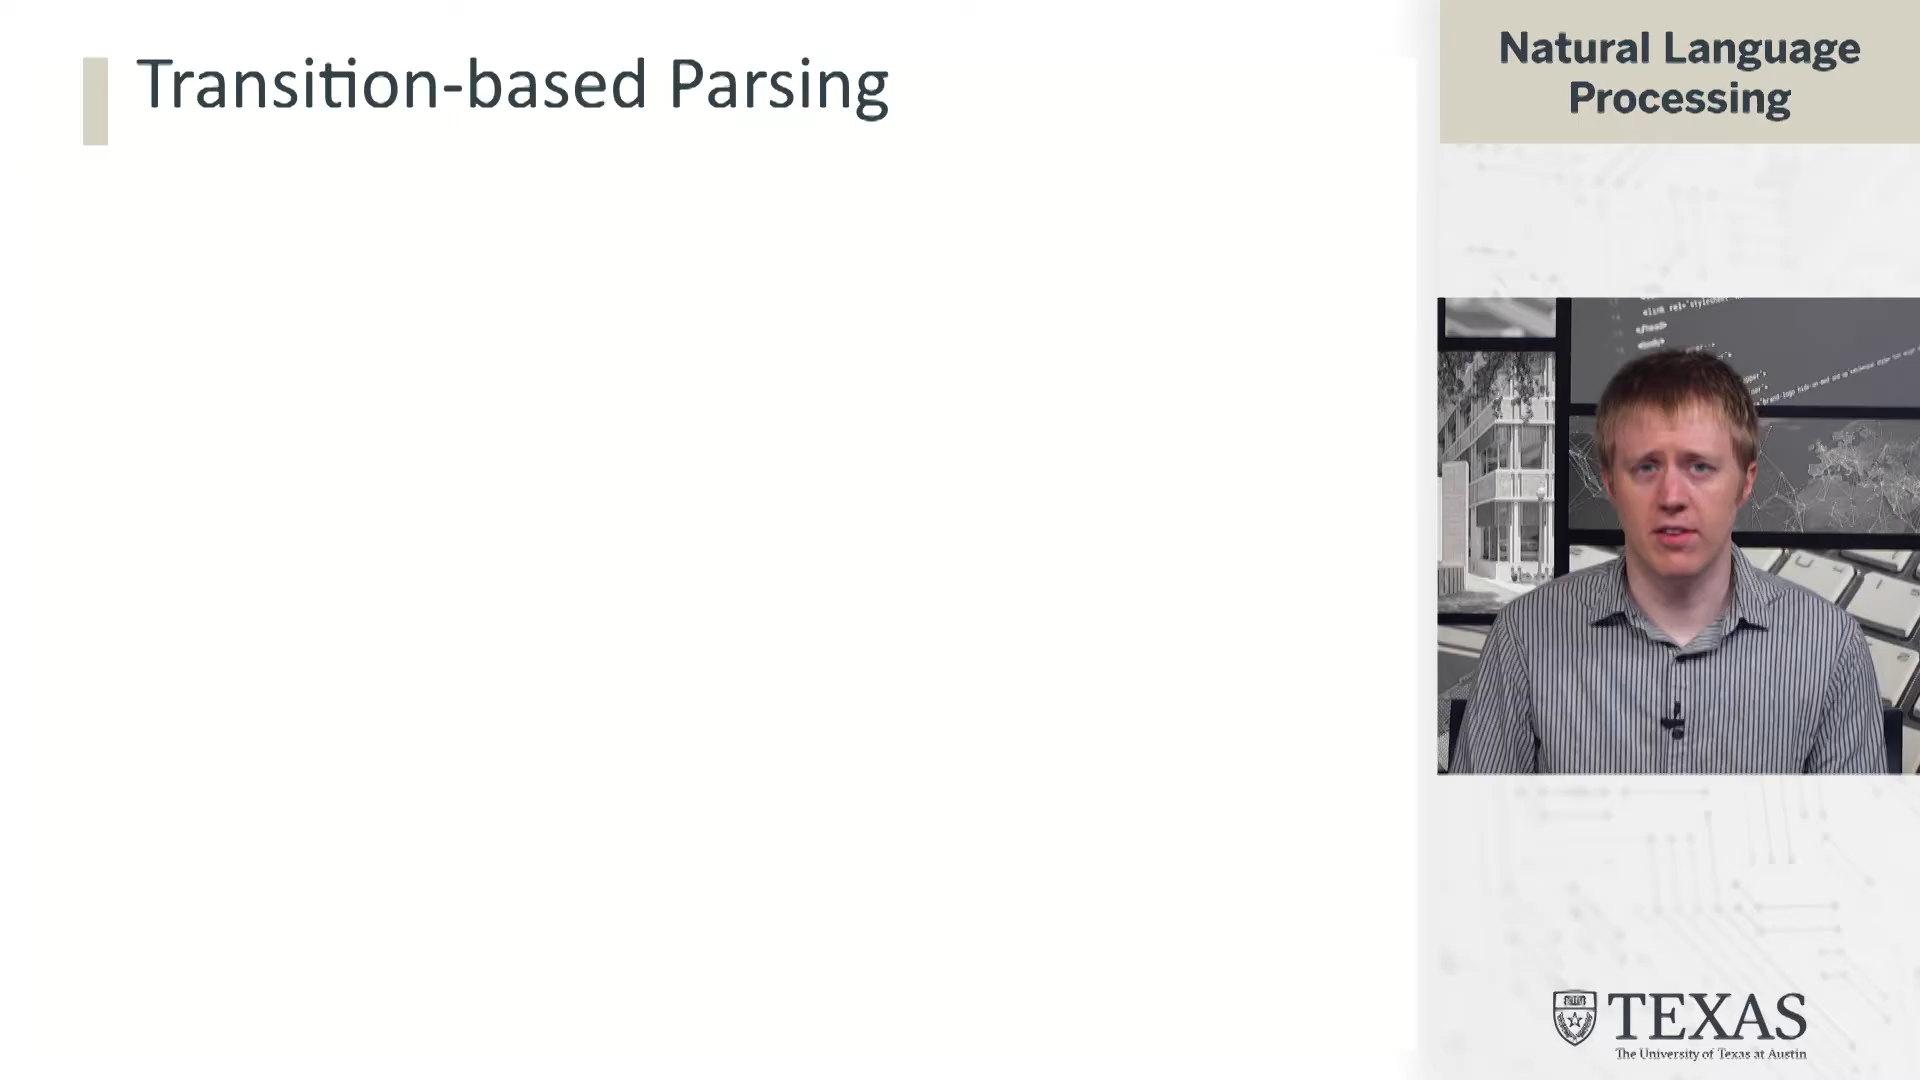 Transition-based Parsing
Natural Language
Processing
TEXAS
The University of Texas at Austin